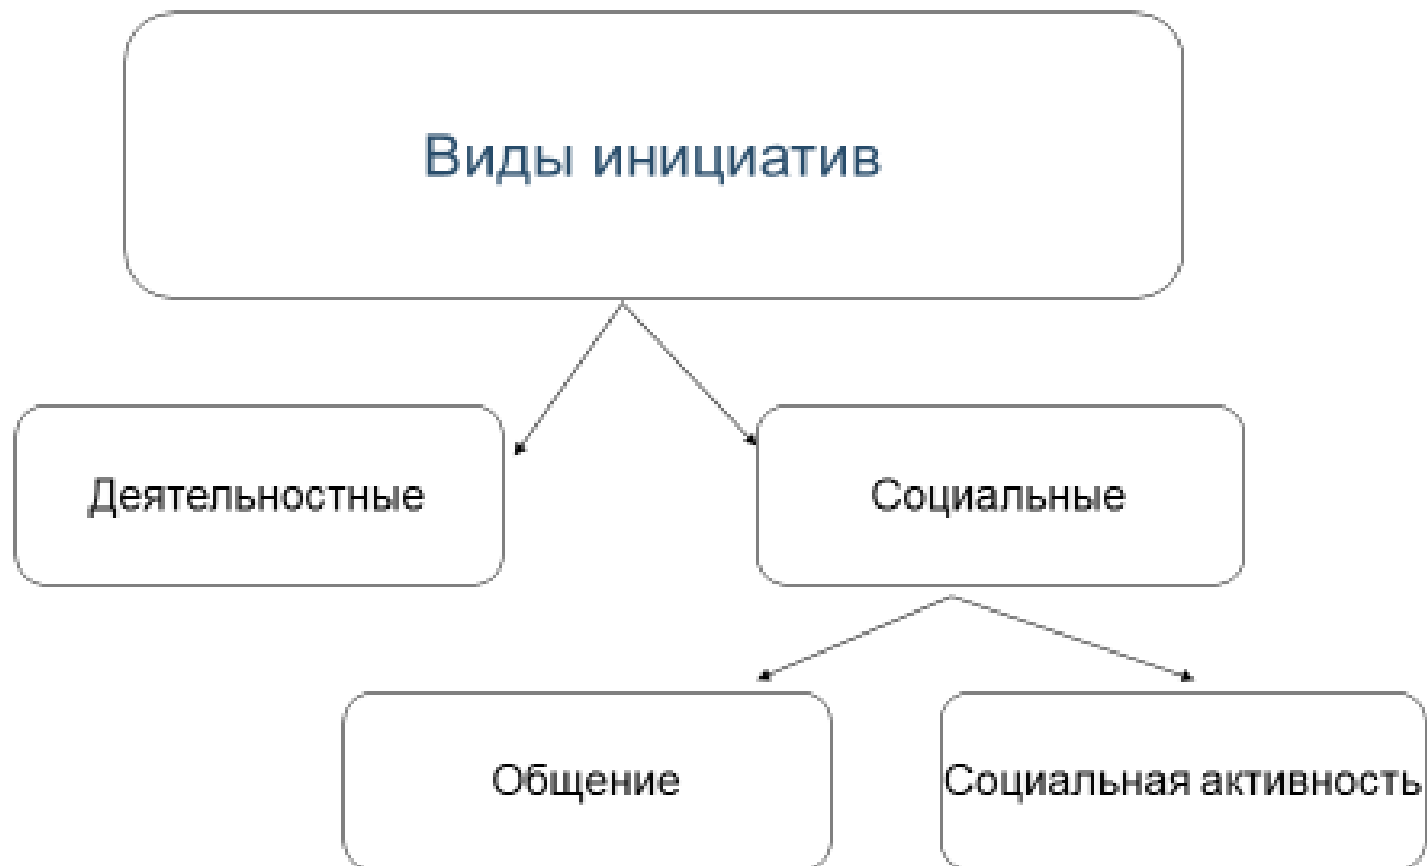 Виды инициатив
Деятельностные
Социальные
Общение
Социальная активность